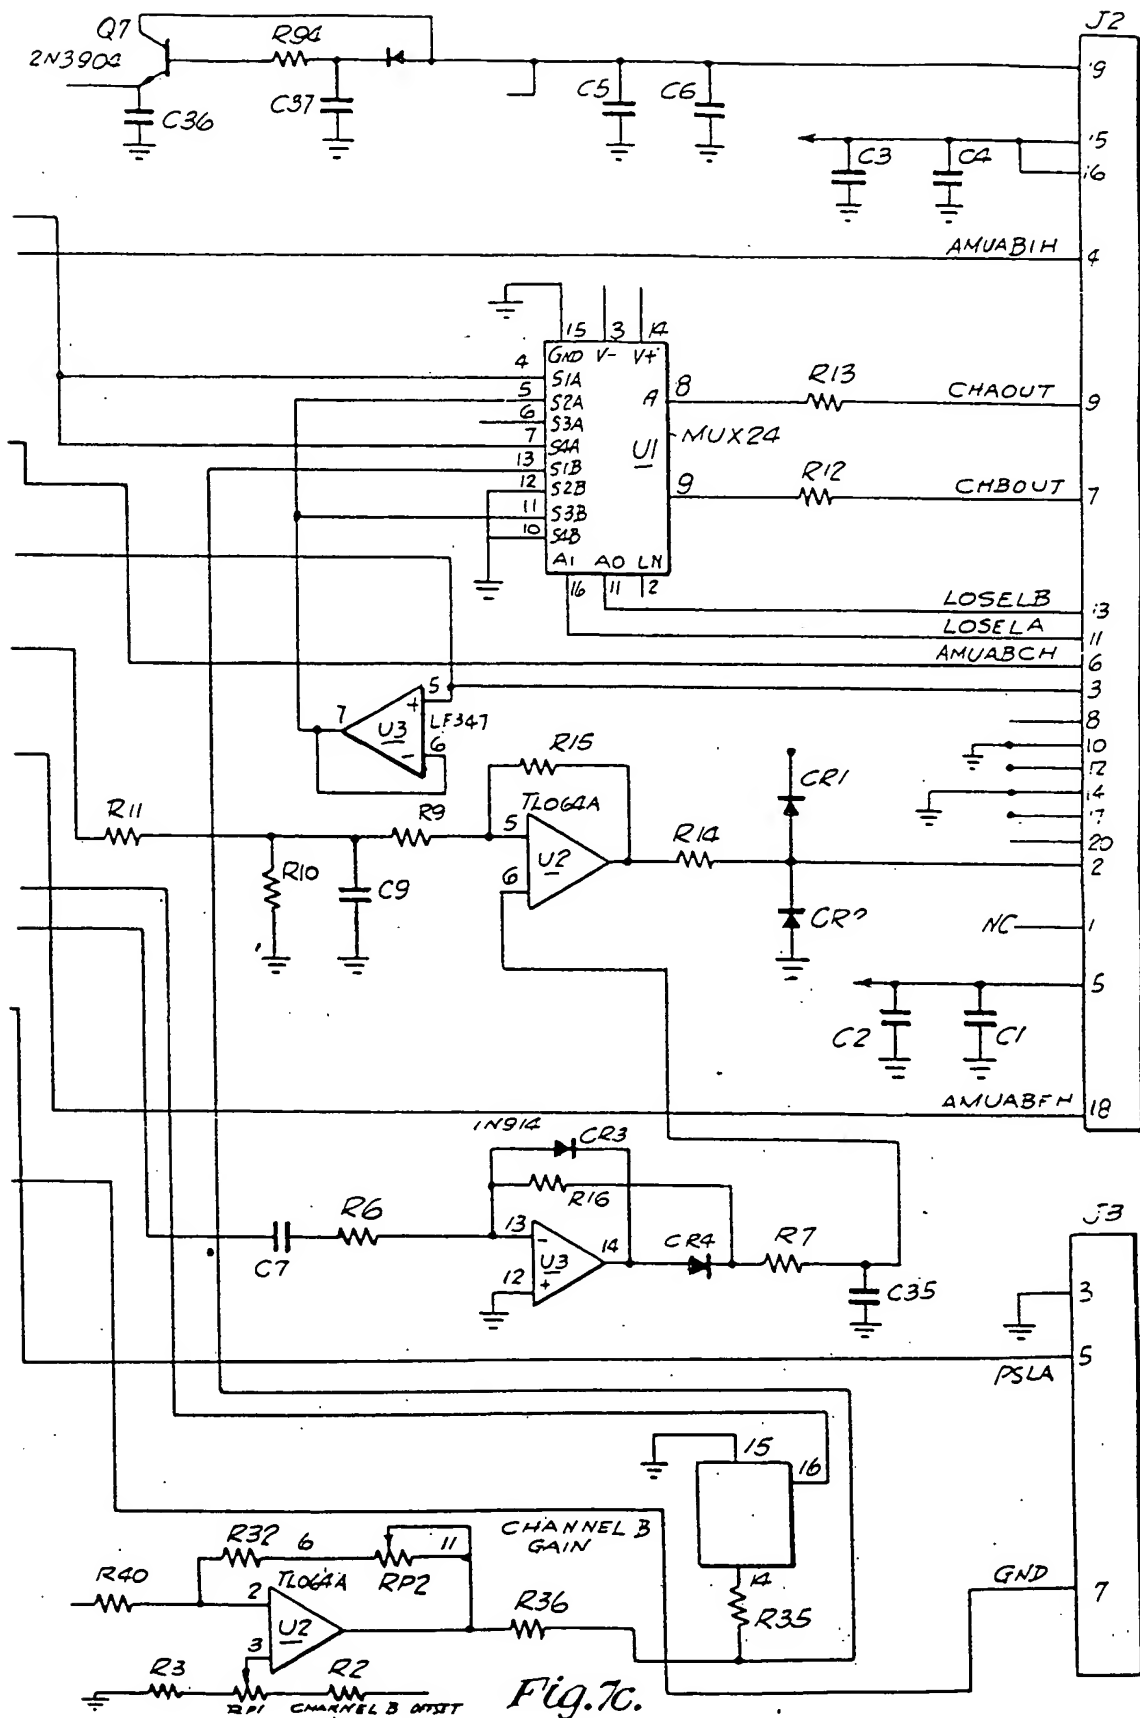 J2
Q7
R94
2N3904
C36
C37
C5
C6
19
15
16
C3
C4
AMUAB1H
4
15
3
14
GND
V-
V+
4
S1A
5
S2A
6
S3A
7
S4A
13
S1B
12
S2B
11
S3B
10
S4B
A
8
R13
CHAOUT
9
MUX24
U1
9
R12
CHBOUT
7
A1
A0
LN
16
11
2
LOSELB
13
LOSELA
11
AMUABCH
6
3
7
5
+
U3
LF347
-
6
8
10
12
14
17
20
2
R15
TL064A
CR1
R11
R9
5
U2
6
R14
R10
C9
CR2
NC
1
5
C2
C1
AMUABFH
18
1N914
CR3
R16
R6
C7
13
-
U3
12
+
14
CR4
R7
C35
J3
3
5
PSLA
15
16
14
R35
CHANNEL B
GAIN
GND
7
R32
6
11
RP2
TL064A
R40
2
U2
3
R36
R3
RP1
R2
CHANNEL B OFFSET
Fig.7c.